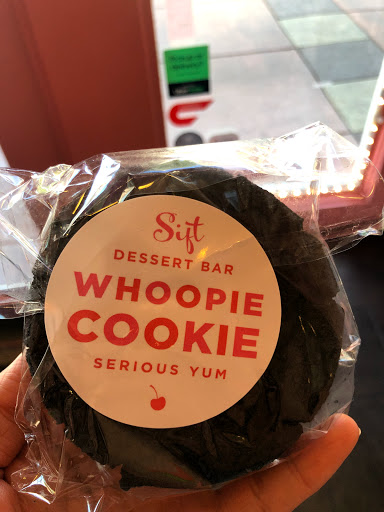 Sift
DESSERT BAR
WHOOPIE
COOKIE
SERIOUS YUM